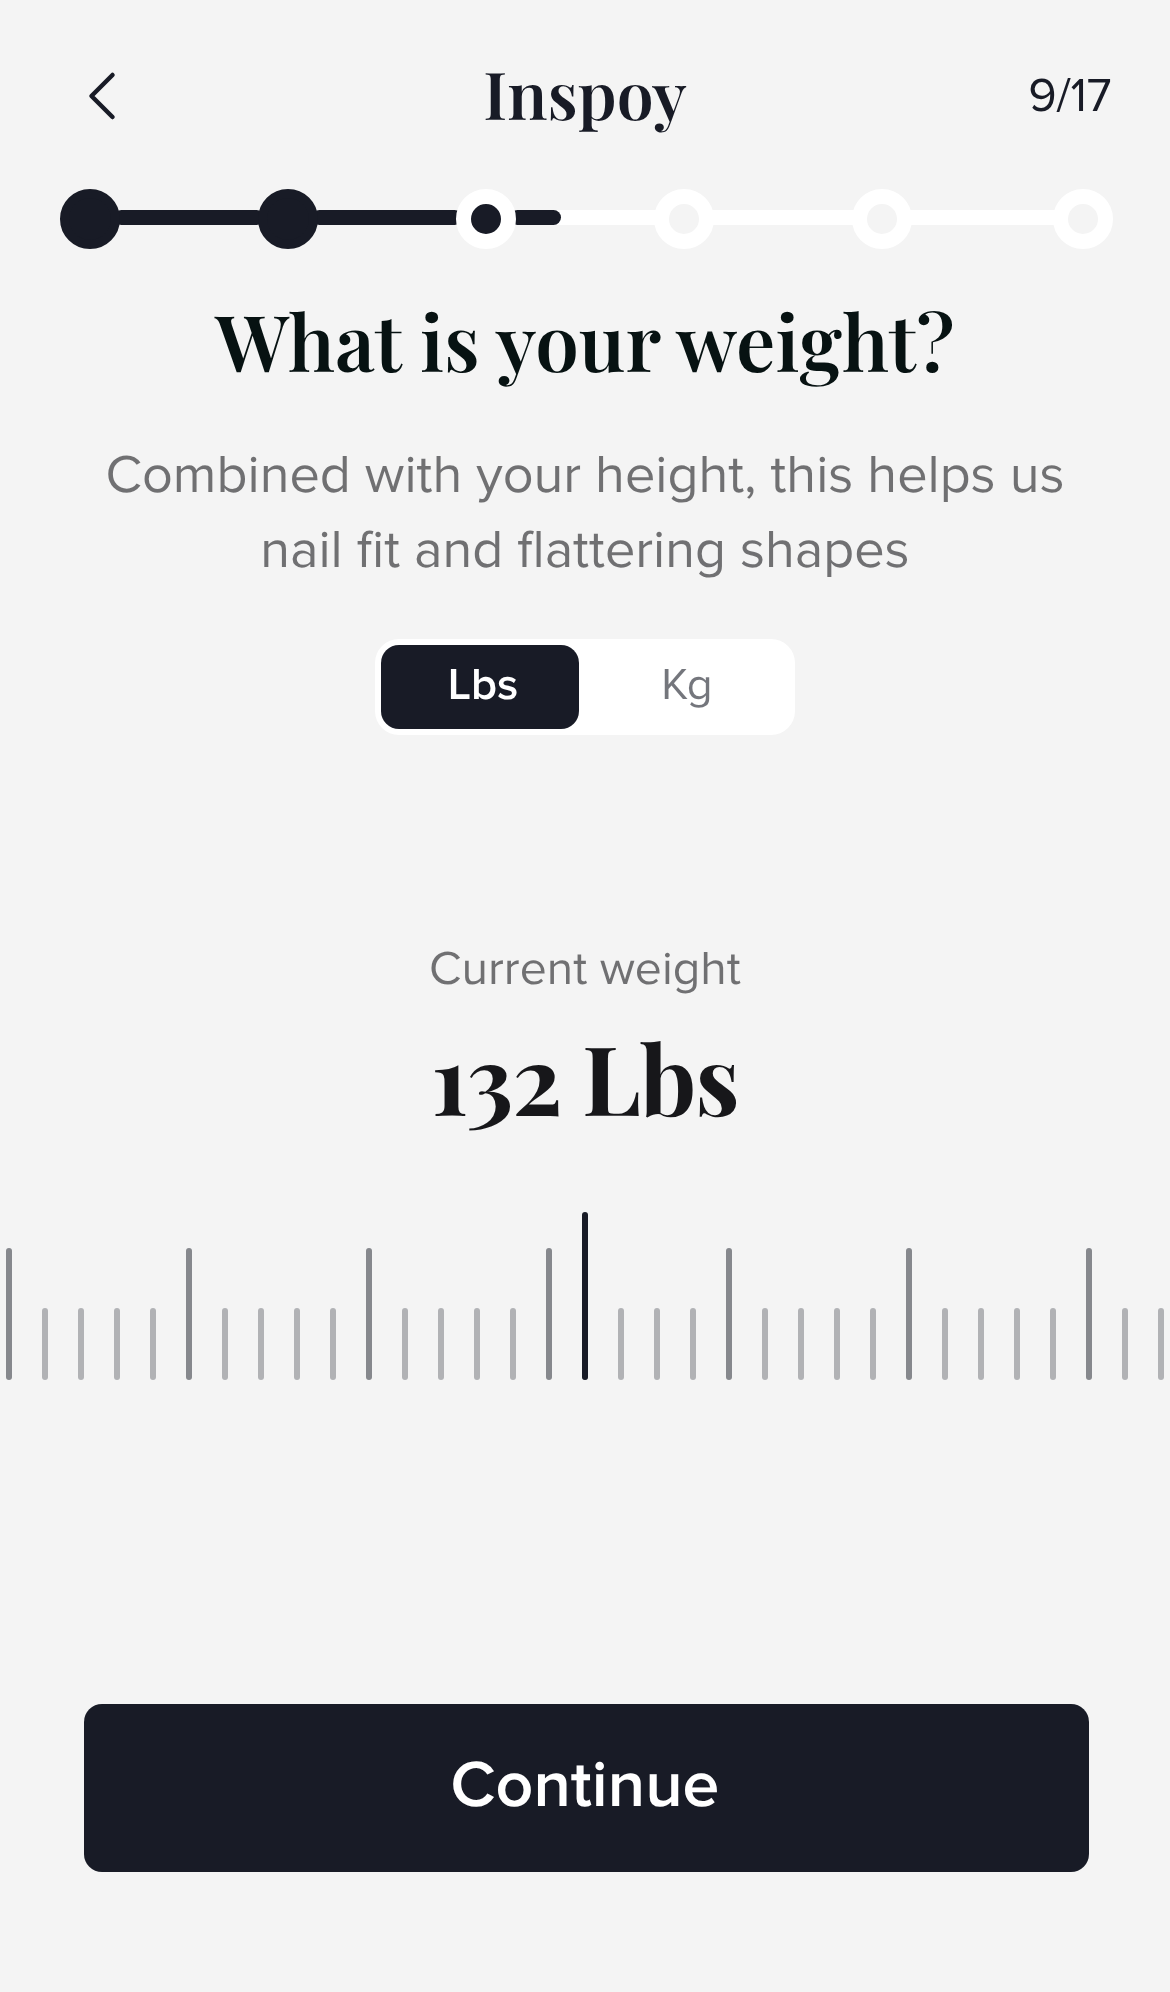 Inspoy
9/17
What is your weight?
Combined with your height, this helps us
nail fit and flattering shapes
Lbs
Kg
Current weight
132 Lbs
Continue